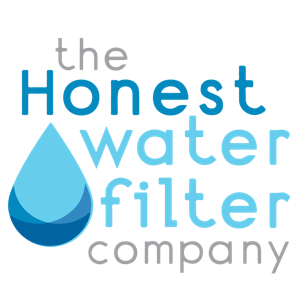 the
Honest
water
filter
company